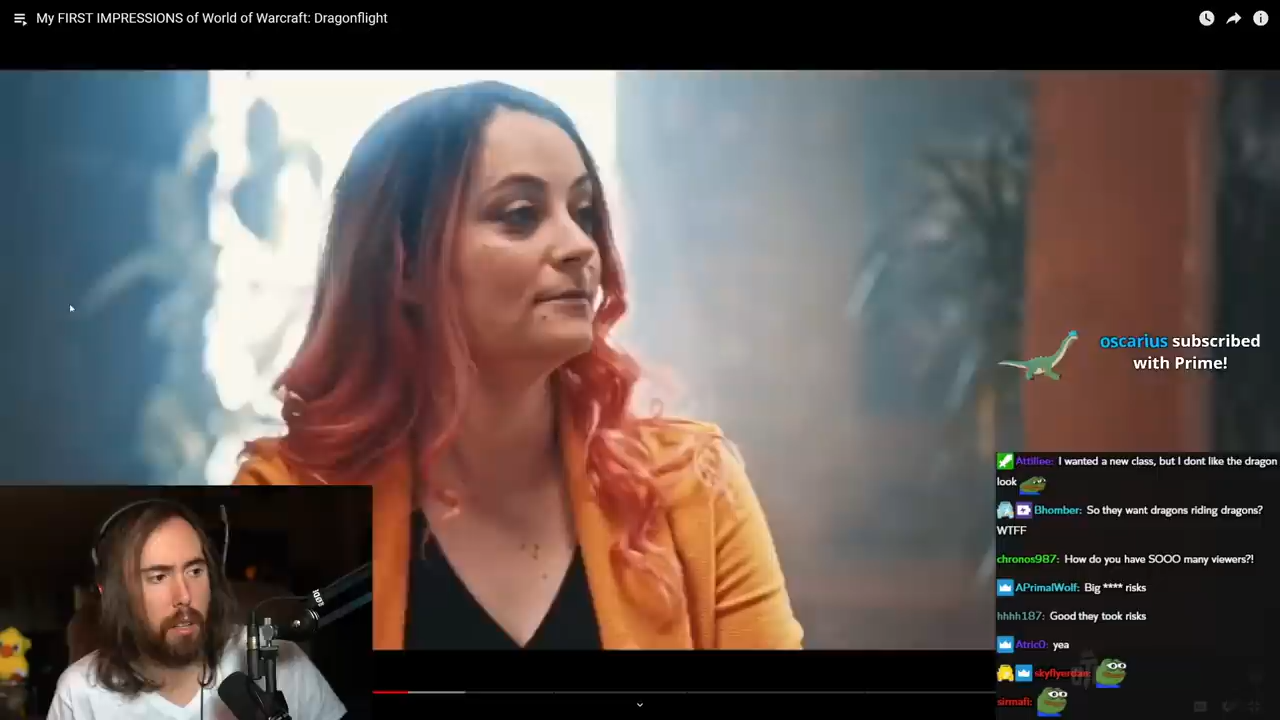 My FIRST IMPRESSIONS of World of Warcraft: Dragonflight
oscarius subscribed
with Prime!
Attiliee: I wanted a new class, but I dont like the dragon
look
Bhomber: So they want dragons riding dragons?
WTFF
chronos987: How do you have SOOO many viewers?!
APrimalWolf: Big **** risks
hhhh187: Good they took risks
AtricO: yea
skyflyerdae:
sirmafi: